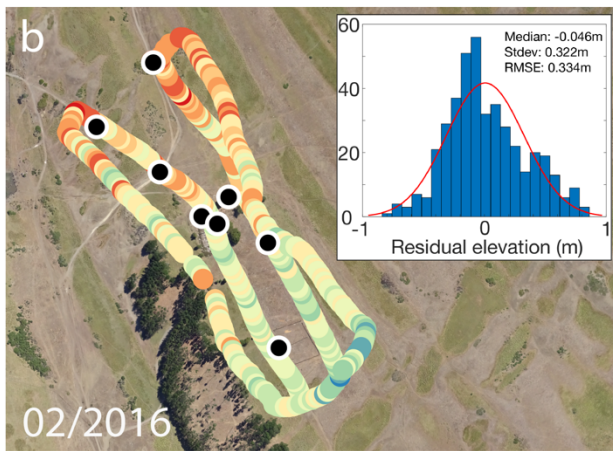 b
60
40
20
0
Median: -0.046m
Stdev: 0.322m
RMSE: 0.334m
-1
0
1
Residual elevation (m)
02/2016